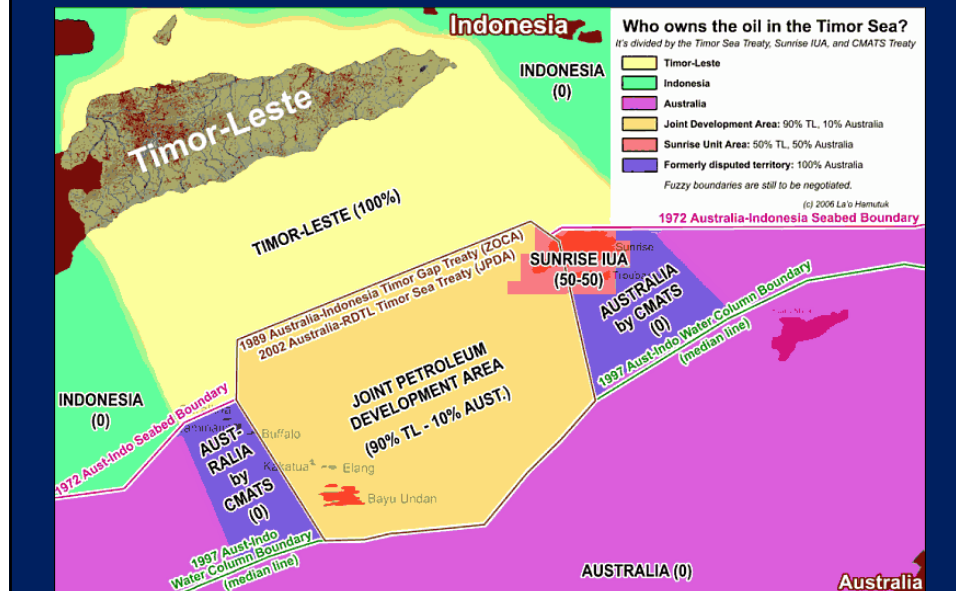 Indonesia
Who owns the oil in the Timor Sea?
It's divided by the Timor Sea Treaty, Sunrise IUA, and CMATS Treaty
Timor-Leste
Indonesia
Australia
Joint Development Area: 90% TL, 10% Australia
Sunrise Unit Area: 50% TL, 50% Australia
Formerly disputed territory: 100% Australia
Fuzzy boundaries are still to be negotiated.
(c) 2006 La'o Hamutuk
INDONESIA
(0)
Timor-Leste
TIMOR-LESTE (100%)
1972 Australia-Indonesia Seabed Boundary
1989 Australia-Indonesia Timor Gap Treaty (ZOCA)
2002 Australia-RDTL Timor Sea Treaty (JPDA)
Sunrise
SUNRISE IUA
(50-50)
AUSTRALIA
by CMATS
(0)
1997 Aust-Indo Water Column Boundary
(median line)
JOINT PETROLEUM
DEVELOPMENT AREA
(90% TL - 10% AUST.)
INDONESIA
(0)
1972 Aust-Indo Seabed Boundary
Buffalo
AUST-
RALIA
by
CMATS
(0)
Kakatua
Elang
Bayu Undan
1997 Aust-Indo
Water Column Boundary
(median line)
AUSTRALIA (0)
Australia